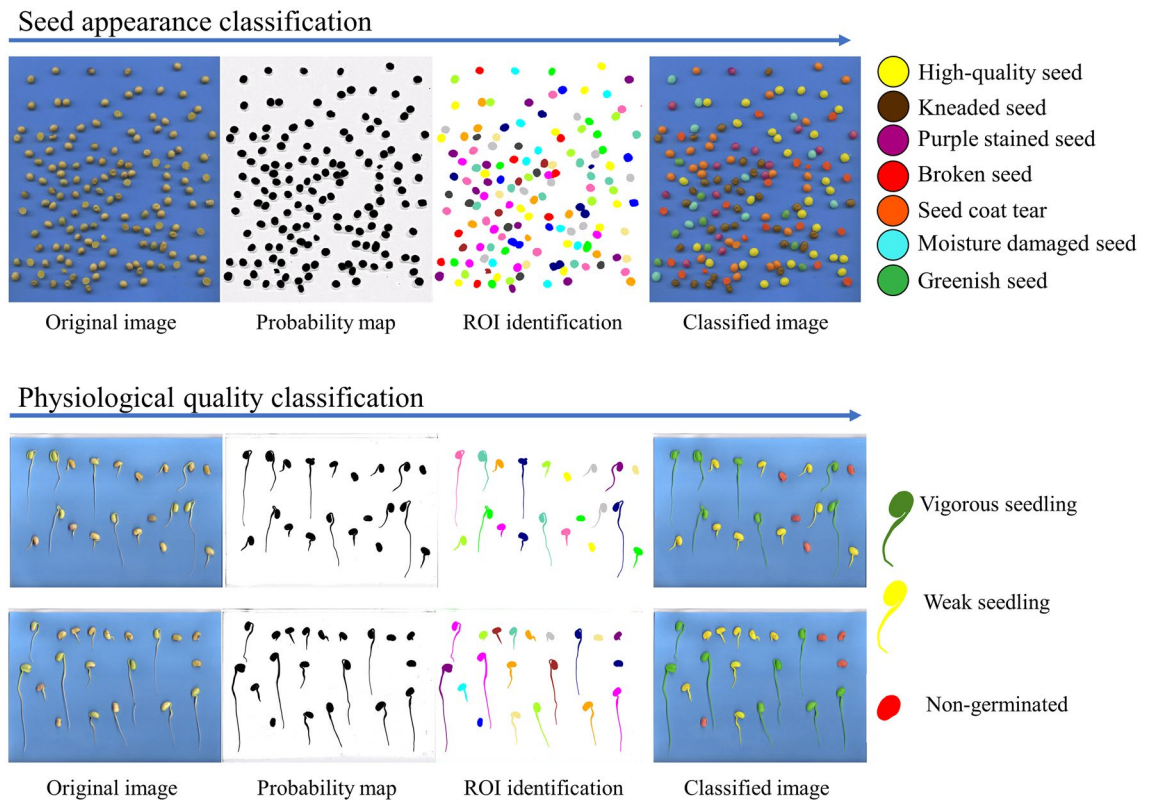 Seed appearance classification
High-quality seed
Kneaded seed
Purple stained seed
Broken seed
Seed coat tear
Moisture damaged seed
Greenish seed
Original image
Probability map
ROI identification
Classified image
Physiological quality classification
Vigorous seedling
Weak seedling
Non-germinated
Original image
Probability map
ROI identification
Classified image